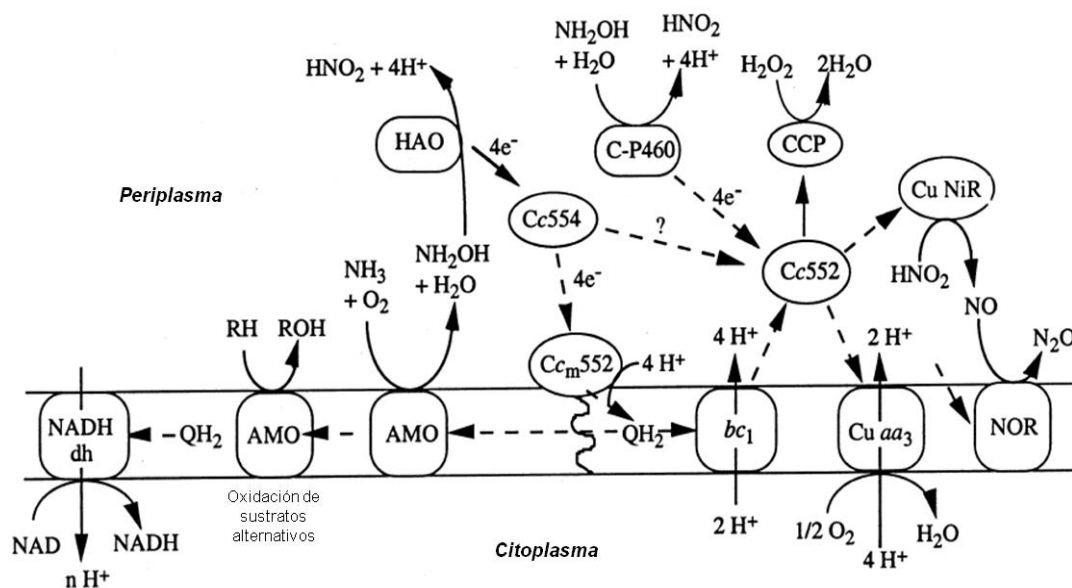 NH₂OH
+ H₂O
HNO₂
+ 4H⁺
H₂O₂
2H₂O
HNO₂ + 4H⁺
HAO
4e⁻
C-P460
CCP
Periplasma
4e⁻
Cu NiR
Cc554
?
Cc552
HNO₂
NH₃
+ O₂
NH₂OH
+ H₂O
4e⁻
NO
RH
ROH
Ccₘ552
4 H⁺
4 H⁺
2 H⁺
N₂O
NADH
dh
QH₂
AMO
AMO
QH₂
bc₁
Cu aa₃
NOR
Oxidación de
sustratos
alternativos
NAD
NADH
n H⁺
Citoplasma
2 H⁺
1/2 O₂
H₂O
4 H⁺